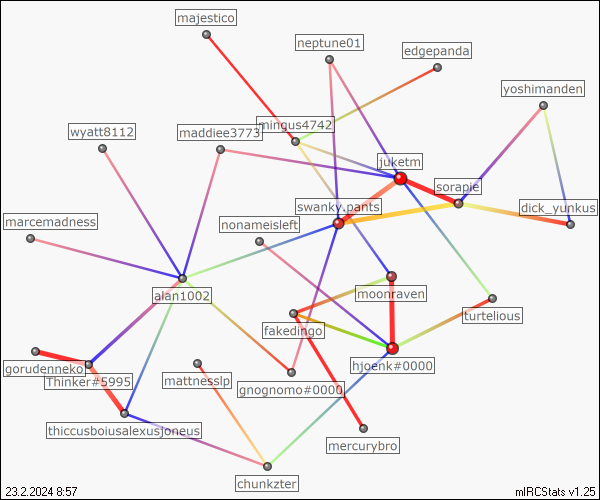 majestico
neptune01
edgepanda
yoshimanden
mingus4742
wyatt8112
maddiee3773
juketm
sorapie
swanky.pants
dick_yunkus
marcemadness
nonameisleft
alan1002
moonraven
turtelious
fakedingo
gorudenneko
hjoenk#0000
Thinker#5995
mattnesslp
gnognomo#0000
thiccusboiusalexusjoneus
mercurybro
chunkzter
23.2.2024 8:57
mIRCStats v1.25